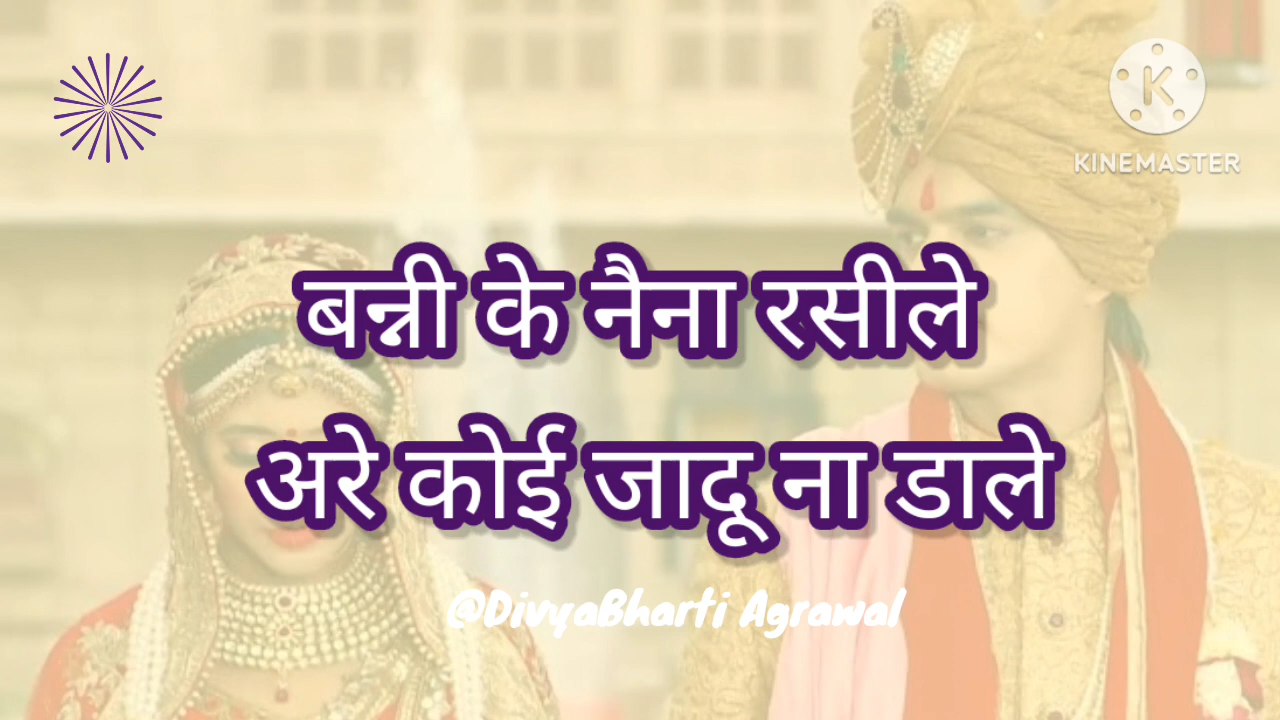 K
KINEMASTER
बन्नी के नैना रसीले
अरे कोई जादू ना डाले
@DivyaBharti Agrawal